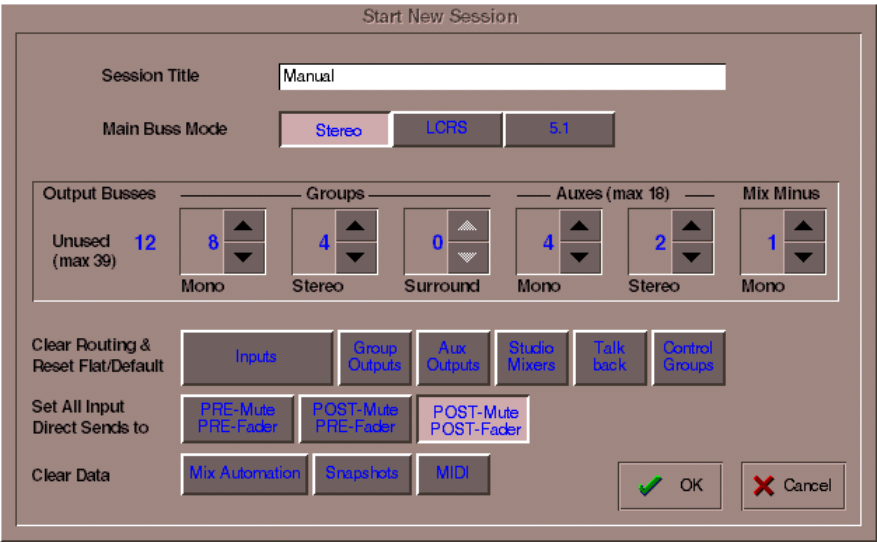 Start New Session
Session Title Manual
Main Buss Mode Stereo LCRS 5.1
Output Busses Groups Auxes (max 18) Mix Minus
Unused (max 39) 12 8 4 0 4 2 1
Mono Stereo Surround Mono Stereo Mono
Clear Routing &
Reset Flat/Default
Inputs
Group
Outputs
Aux
Outputs
Studio
Mixers
Talk
back
Control
Groups
Set All Input
Direct Sends to
PRE-Mute
PRE-Fader
POST-Mute
PRE-Fader
POST-Mute
POST-Fader
Clear Data Mix Automation Snapshots MIDI
OK Cancel